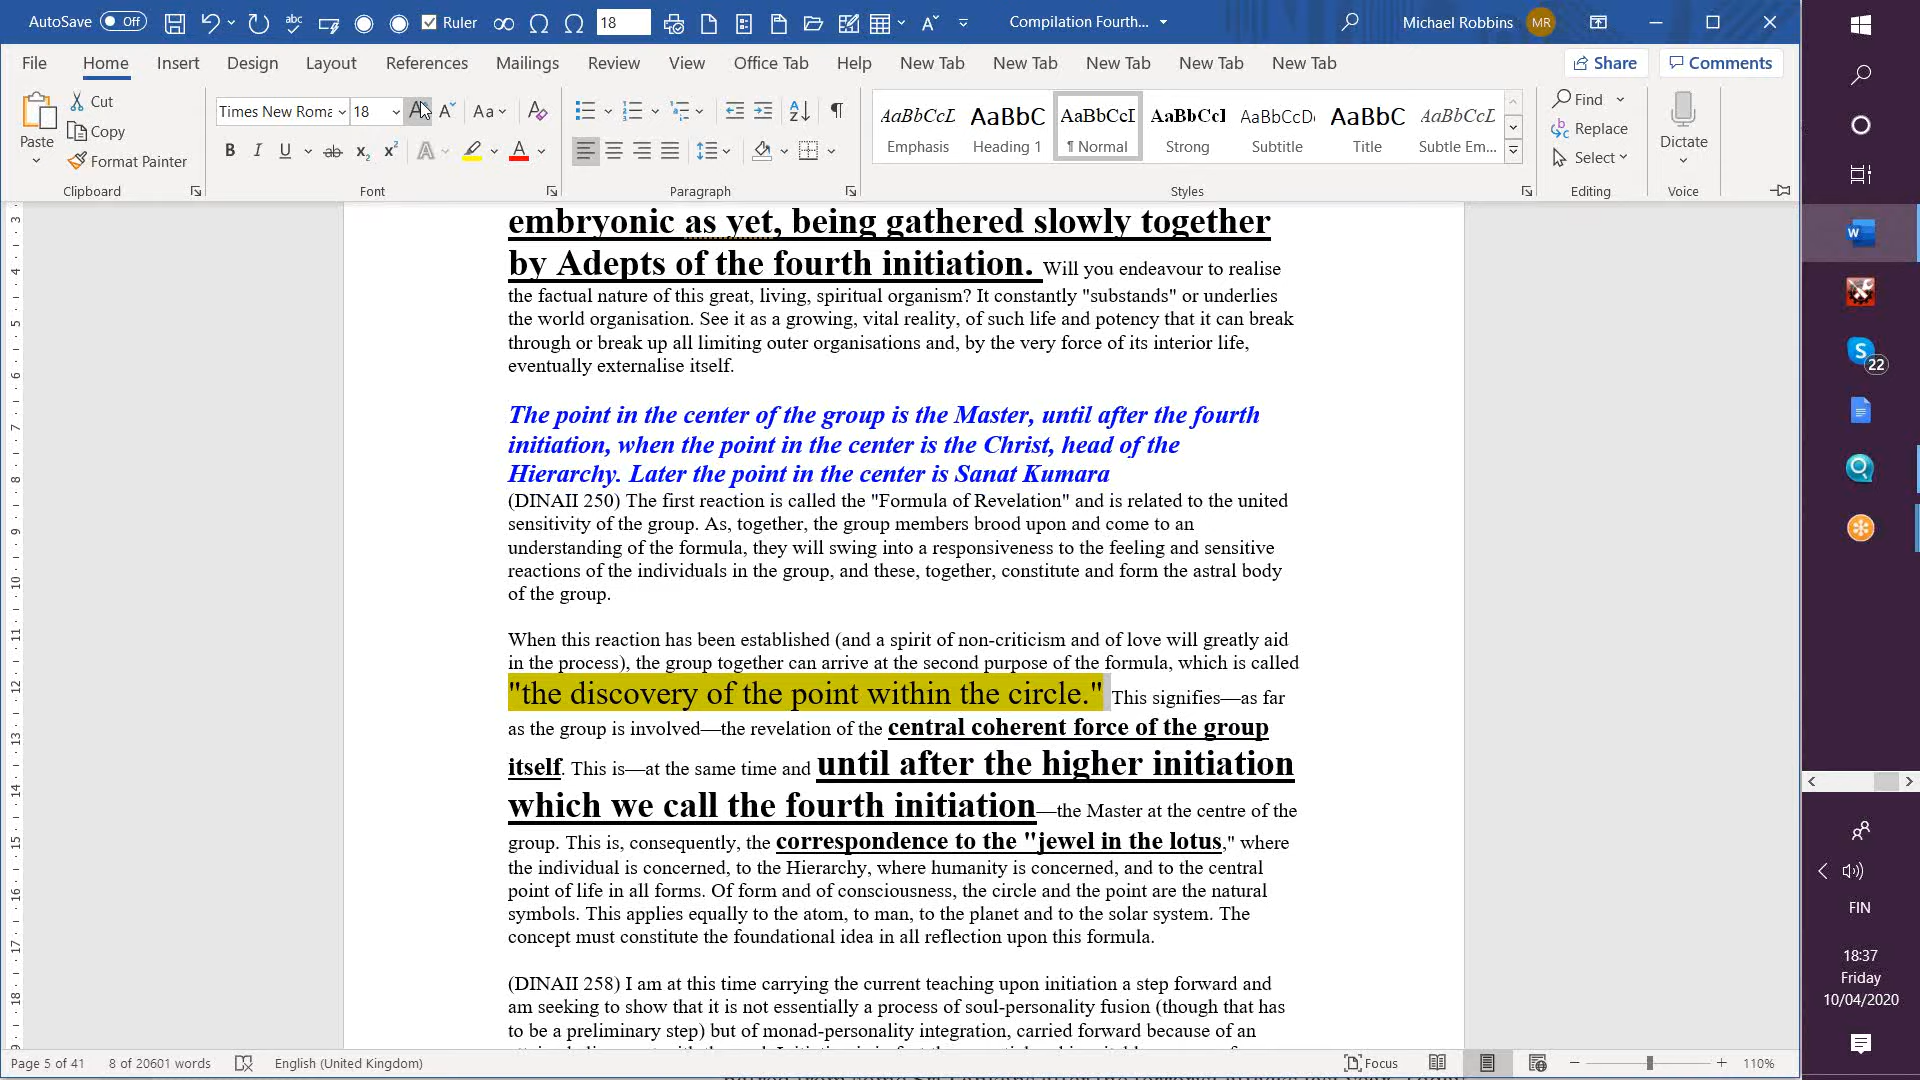 AutoSave Off abc Ruler 18 Compilation Fourth... Michael Robbins MR
File Home Insert Design Layout References Mailings Review View Office Tab Help New Tab New Tab New Tab New Tab New Tab Share Comments
Paste Cut Copy Format Painter
Clipboard
Times New Roma 18 Aa
B I U ab x₂ x²
Font
Paragraph
AaBbCcL AaBbC AaBbCcI AaBbCcI AaBbCcD AaBbC AaBbCcL
Emphasis Heading 1 ¶ Normal Strong Subtitle Title Subtle Em...
Styles
Find
Replace
Select
Editing
Dictate
Voice
embryonic as yet, being gathered slowly together
by Adepts of the fourth initiation. Will you endeavour to realise
the factual nature of this great, living, spiritual organism? It constantly "substands" or underlies
the world organisation. See it as a growing, vital reality, of such life and potency that it can break
through or break up all limiting outer organisations and, by the very force of its interior life,
eventually externalise itself.
The point in the center of the group is the Master, until after the fourth
initiation, when the point in the center is the Christ, head of the
Hierarchy. Later the point in the center is Sanat Kumara
(DINAII 250) The first reaction is called the "Formula of Revelation" and is related to the united
sensitivity of the group. As, together, the group members brood upon and come to an
understanding of the formula, they will swing into a responsiveness to the feeling and sensitive
reactions of the individuals in the group, and these, together, constitute and form the astral body
of the group.
When this reaction has been established (and a spirit of non-criticism and of love will greatly aid
in the process), the group together can arrive at the second purpose of the formula, which is called
"the discovery of the point within the circle." This signifies—as far
as the group is involved—the revelation of the central coherent force of the group
itself. This is—at the same time and until after the higher initiation
which we call the fourth initiation—the Master at the centre of the
group. This is, consequently, the correspondence to the "jewel in the lotus," where
the individual is concerned, to the Hierarchy, where humanity is concerned, and to the central
point of life in all forms. Of form and of consciousness, the circle and the point are the natural
symbols. This applies equally to the atom, to man, to the planet and to the solar system. The
concept must constitute the foundational idea in all reflection upon this formula.
(DINAII 258) I am at this time carrying the current teaching upon initiation a step forward and
am seeking to show that it is not essentially a process of soul-personality fusion (though that has
to be a preliminary step) but of monad-personality integration, carried forward because of an
Page 5 of 41 8 of 20601 words English (United Kingdom) Focus 110%
22
FIN
18:37
Friday
10/04/2020